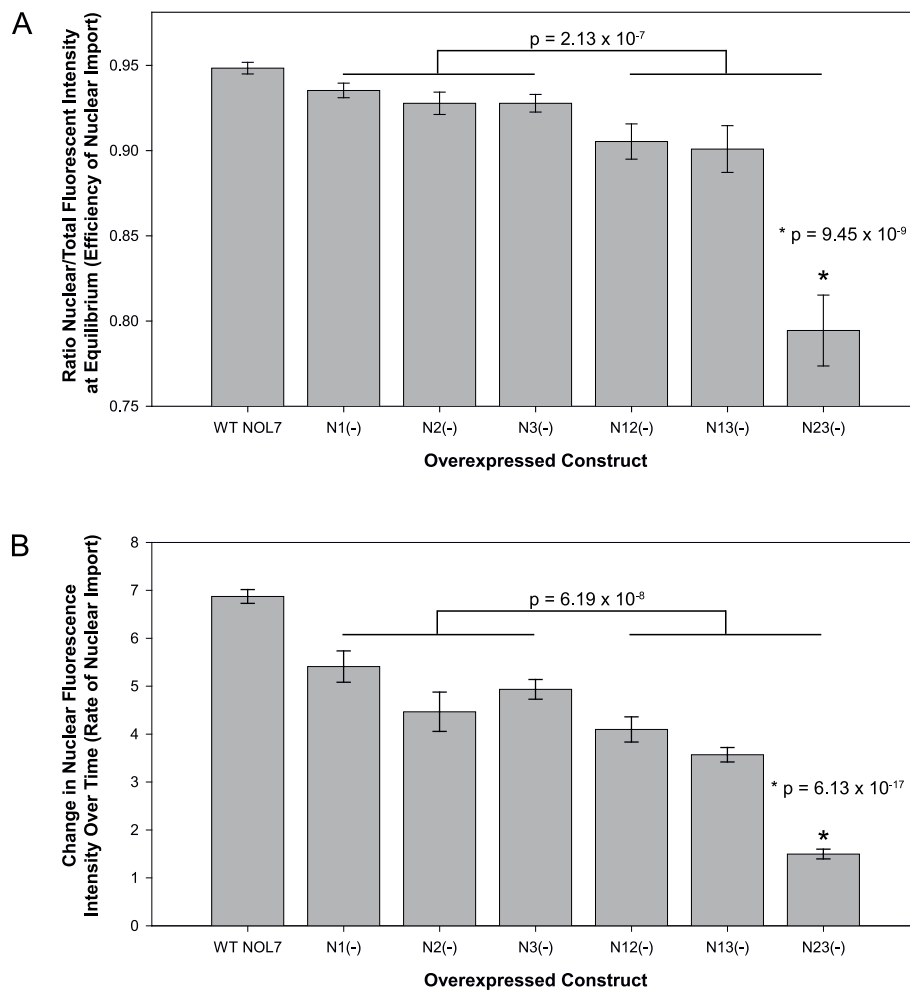 A
Ratio Nuclear/Total Fluorescent Intensity
at Equilibrium (Efficiency of Nuclear Import)
0.95
0.90
0.85
0.80
0.75
p = 2.13 x 10⁻⁷
* p = 9.45 x 10⁻⁹
*
WT NOL7 N1(-) N2(-) N3(-) N12(-) N13(-) N23(-)
Overexpressed Construct
B
Change in Nuclear Fluorescence
Intensity Over Time (Rate of Nuclear Import)
8
7
6
5
4
3
2
1
0
p = 6.19 x 10⁻⁸
* p = 6.13 x 10⁻¹⁷
*
WT NOL7 N1(-) N2(-) N3(-) N12(-) N13(-) N23(-)
Overexpressed Construct